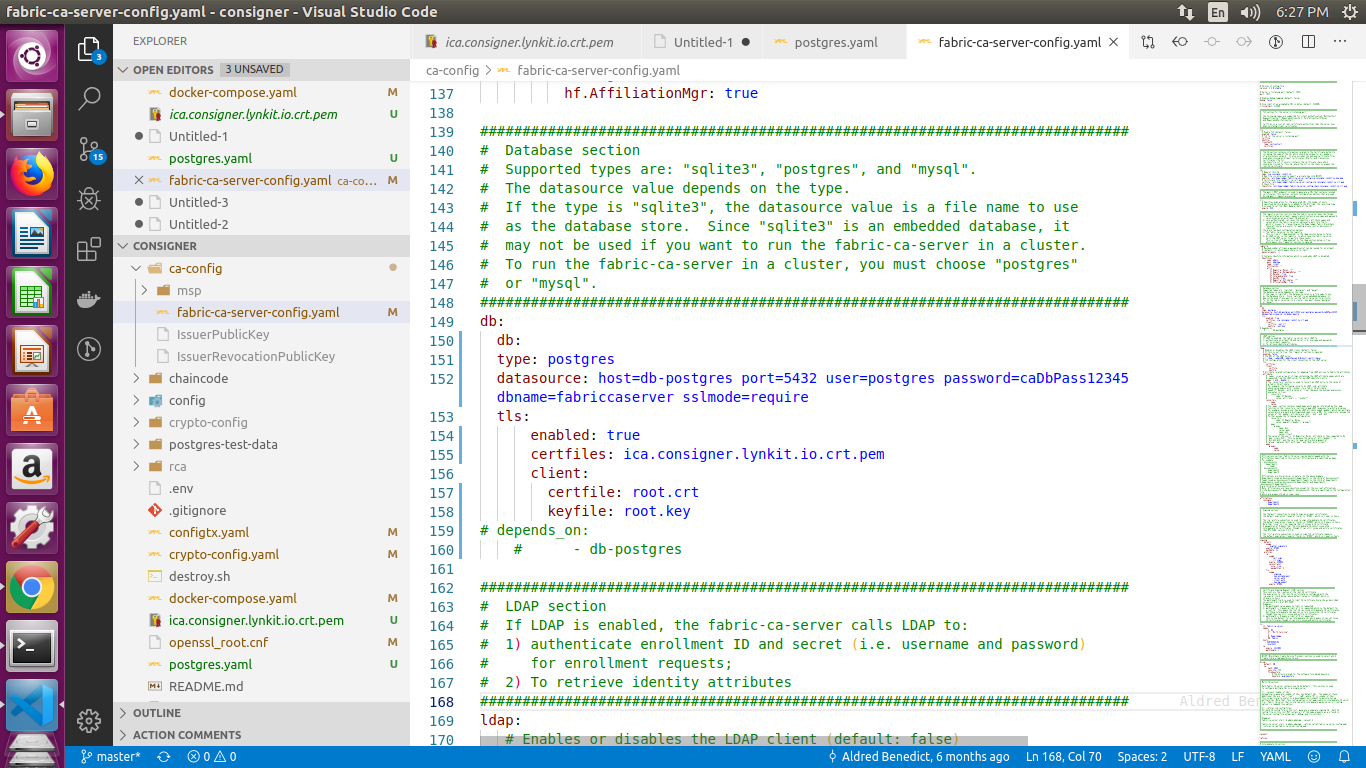 fabric-ca-server-config.yaml - consigner - Visual Studio Code
En
6:27 PM
EXPLORER
OPEN EDITORS 3 UNSAVED
docker-compose.yaml M
ica.consigner.lynkit.io.crt.pem U
Untitled-1
postgres.yaml U
fabric-ca-server-config.yaml ca-co... M
Untitled-3
Untitled-2
CONSIGNER
ca-config
msp
fabric-ca-server-config.yaml M
IssuerPublicKey
IssuerRevocationPublicKey
chaincode
config
crypto-config
postgres-test-data
rca
.env
.gitignore
configtx.yaml M
crypto-config.yaml M
destroy.sh
docker-compose.yaml M
ica.consigner.lynkit.io.crt.pem U
openssl_root.cnf M
postgres.yaml U
README.md
OUTLINE
ACTION COMMENTS
3
15
ica.consigner.lynkit.io.crt.pem Untitled-1 postgres.yaml fabric-ca-server-config.yaml
ca-config > fabric-ca-server-config.yaml
137 hf.AffiliationMgr: true
138
139 #############################################################################
140 #  Database section
141 #  Supported types are: "sqlite3", "postgres", and "mysql".
142 #  The datasource value depends on the type.
143 #  If the type is "sqlite3", the datasource value is a file name to use
144 #  as the database store.  Since "sqlite3" is an embedded database, it
145 #  may not be used if you want to run the fabric-ca-server in a cluster.
146 #  To run the fabric-ca-server in a cluster, you must choose "postgres"
147 #  or "mysql".
148 #############################################################################
149 db:
150 db:
151 type: postgres
152 datasource: host=db-postgres port=5432 user=postgres password=caDbPass12345
dbname=fabriccaserver sslmode=require
153 tls:
154 enabled: true
155 certfiles: ica.consigner.lynkit.io.crt.pem
156 client:
157 certfile: root.crt
158 keyfile: root.key
159 # depends_on:
160 #      - db-postgres
161
162 #############################################################################
163 #  LDAP section
164 #  If LDAP is enabled, the fabric-ca-server calls LDAP to:
165 #  1) authenticate enrollment ID and secret (i.e. username and password)
166 #     for enrollment requests;
167 #  2) To retrieve identity attributes
168 ############################################################################# Aldred Ben
169 ldap:
170 # Enables or disables the LDAP client (default: false)
master* 0 0 Aldred Benedict, 6 months ago Ln 168, Col 70 Spaces: 2 UTF-8 LF YAML